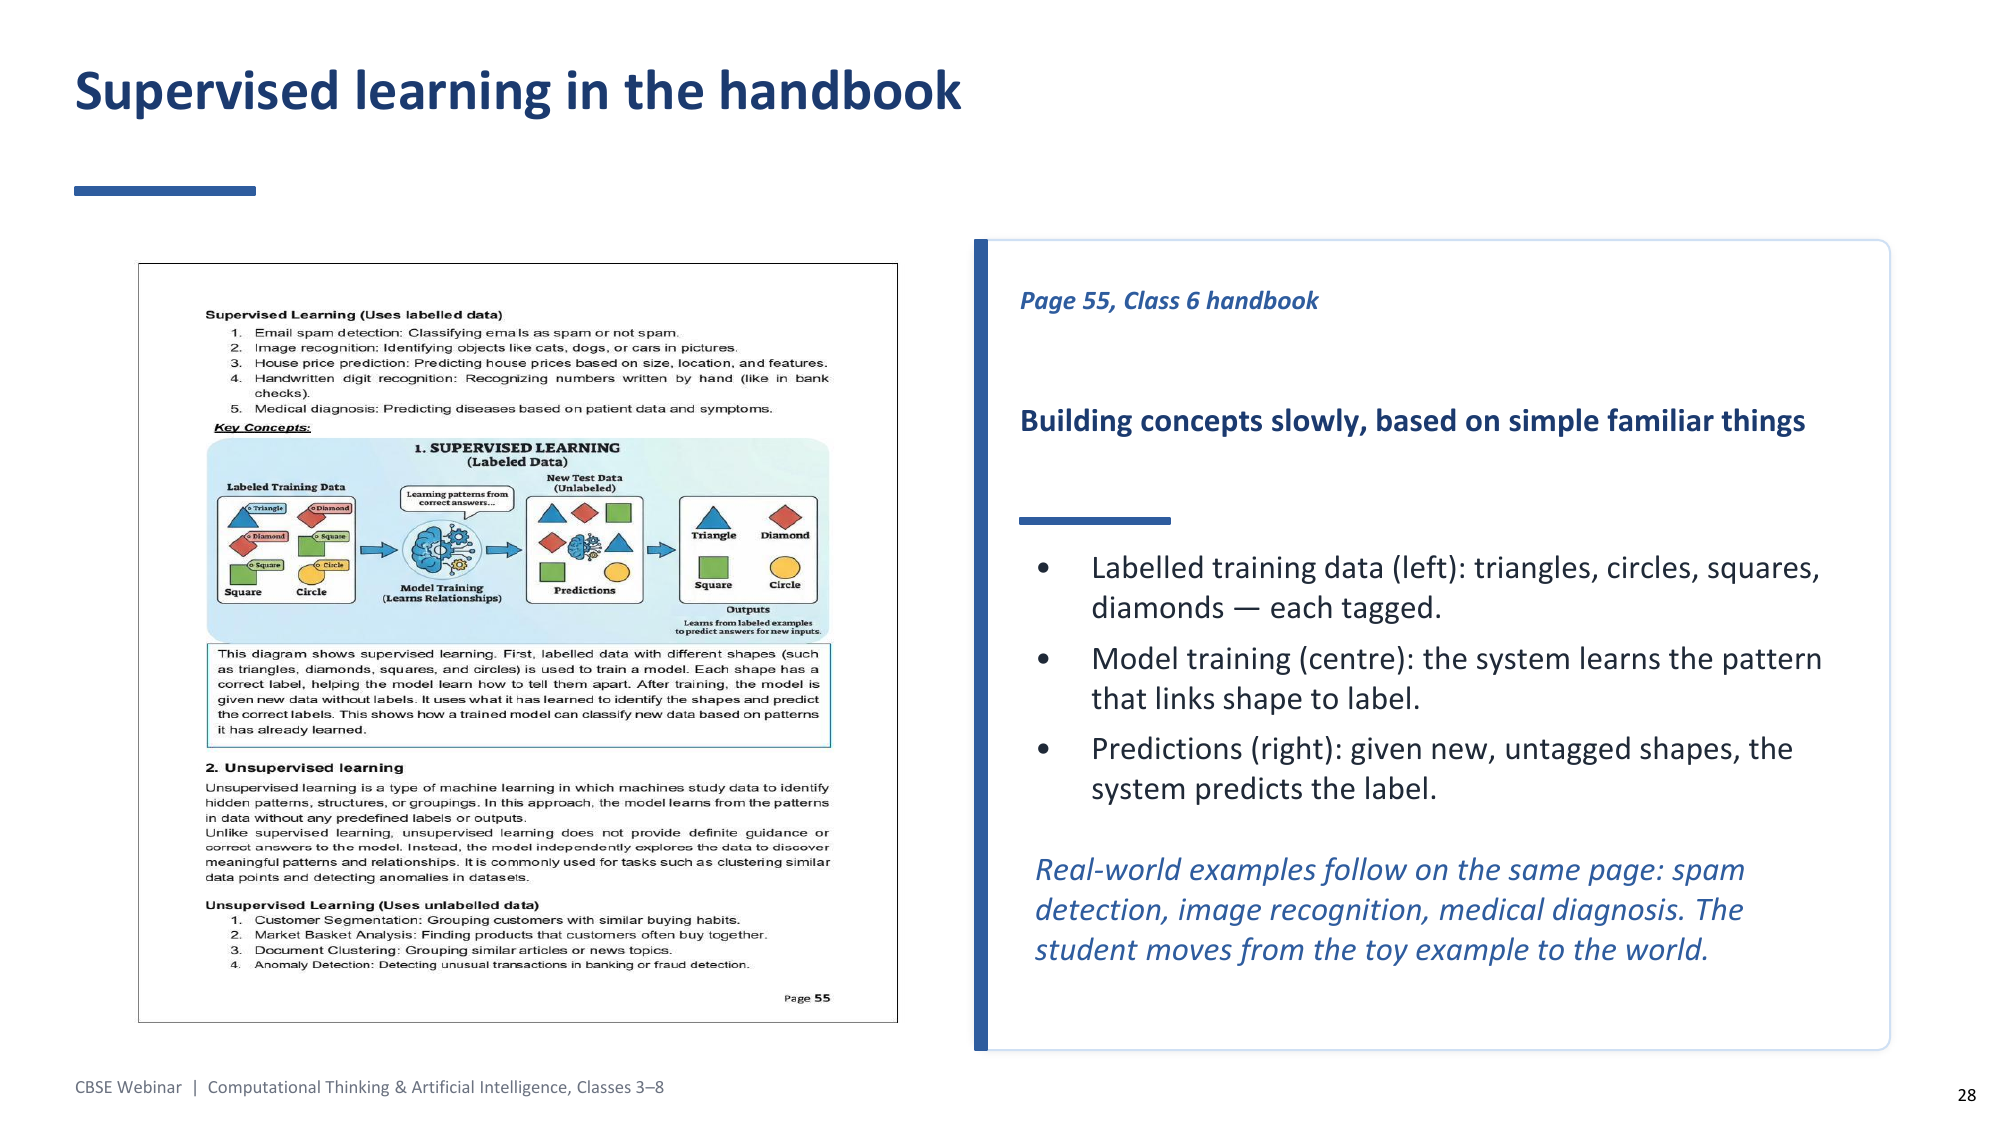 Supervised learning in the handbook
Supervised Learning (Uses labelled data)
1. Email spam detection: Classifying emails as spam or not spam.
2. Image recognition: Identifying objects like cats, dogs, or cars in pictures.
3. House price prediction: Predicting house prices based on size, location, and features.
4. Handwritten digit recognition: Recognizing numbers written by hand (like in bank
checks).
5. Medical diagnosis: Predicting diseases based on patient data and symptoms.
Key Concepts:
1. SUPERVISED LEARNING
(Labeled Data)
Labeled Training Data
Triangle
Diamond
Diamond
Square
Square
Circle
Square
Circle
Learning patterns from
correct answers...
Model Training
(Learns Relationships)
New Test Data
(Unlabeled)
Predictions
Triangle
Diamond
Square
Circle
Outputs
Learns from labeled examples
to predict answers for new inputs.
This diagram shows supervised learning. First, labelled data with different shapes (such
as triangles, diamonds, squares, and circles) is used to train a model. Each shape has a
correct label, helping the model learn how to tell them apart. After training, the model is
given new data without labels. It uses what it has learned to identify the shapes and predict
the correct labels. This shows how a trained model can classify new data based on patterns
it has already learned.
2. Unsupervised learning
Unsupervised learning is a type of machine learning in which machines study data to identify
hidden patterns, structures, or groupings. In this approach, the model learns from the patterns
in data without any predefined labels or outputs.
Unlike supervised learning, unsupervised learning does not provide definite guidance or
correct answers to the model. Instead, the model independently explores the data to discover
meaningful patterns and relationships. It is commonly used for tasks such as clustering similar
data points and detecting anomalies in datasets.
Unsupervised Learning (Uses unlabelled data)
1. Customer Segmentation: Grouping customers with similar buying habits.
2. Market Basket Analysis: Finding products that customers often buy together.
3. Document Clustering: Grouping similar articles or news topics.
4. Anomaly Detection: Detecting unusual transactions in banking or fraud detection.
Page 55
Page 55, Class 6 handbook
Building concepts slowly, based on simple familiar things
• Labelled training data (left): triangles, circles, squares,
diamonds — each tagged.
• Model training (centre): the system learns the pattern
that links shape to label.
• Predictions (right): given new, untagged shapes, the
system predicts the label.
Real-world examples follow on the same page: spam
detection, image recognition, medical diagnosis. The
student moves from the toy example to the world.
CBSE Webinar | Computational Thinking & Artificial Intelligence, Classes 3–8
28